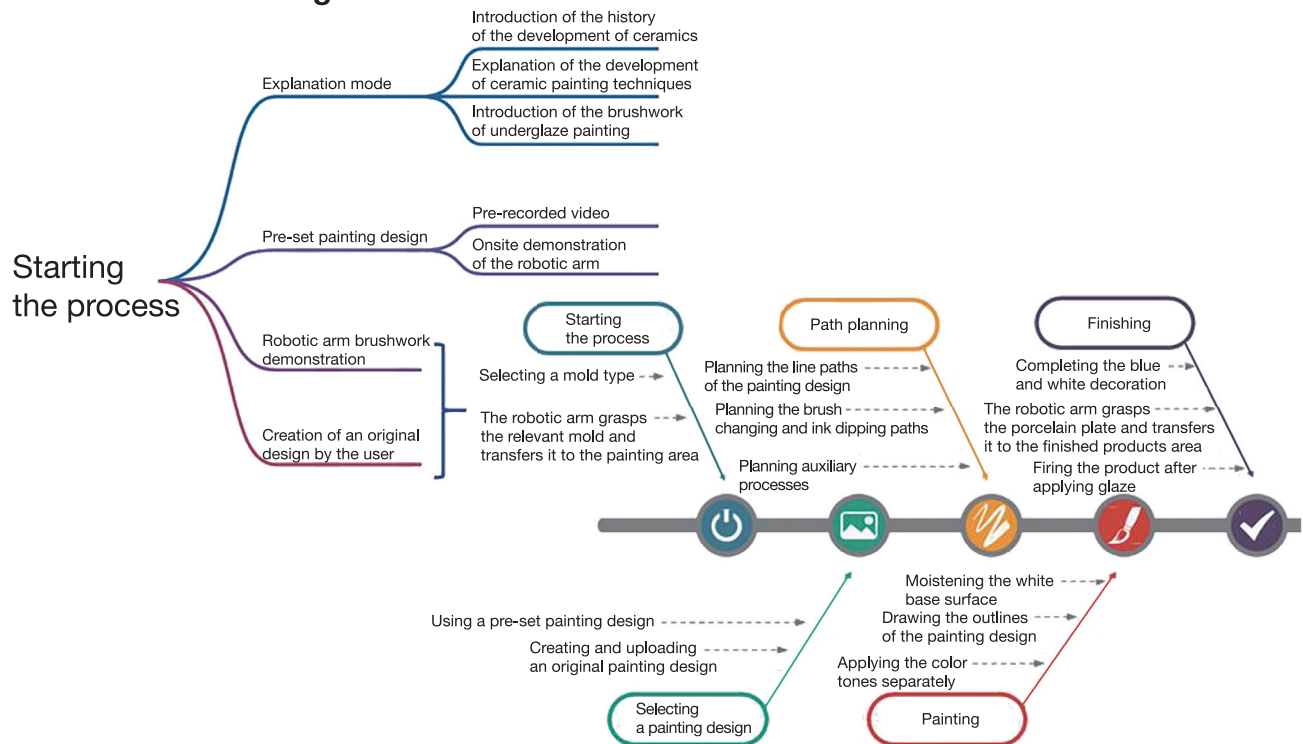 Introduction of the history
of the development of ceramics
Explanation mode
Explanation of the development
of ceramic painting techniques
Introduction of the brushwork
of underglaze painting
Starting
the process
Pre-set painting design
Pre-recorded video
Onsite demonstration
of the robotic arm
Robotic arm brushwork
demonstration
Creation of an original
design by the user
Starting
the process
Selecting a mold type
The robotic arm grasps
the relevant mold and
transfers it to the painting area
Path planning
Planning the line paths
of the painting design
Planning the brush
changing and ink dipping paths
Planning auxiliary
processes
Finishing
Completing the blue
and white decoration
The robotic arm grasps
the porcelain plate and transfers
it to the finished products area
Firing the product after
applying glaze
Using a pre-set painting design
Creating and uploading
an original painting design
Selecting
a painting design
Moistening the white
base surface
Drawing the outlines
of the painting design
Applying the color
tones separately
Painting